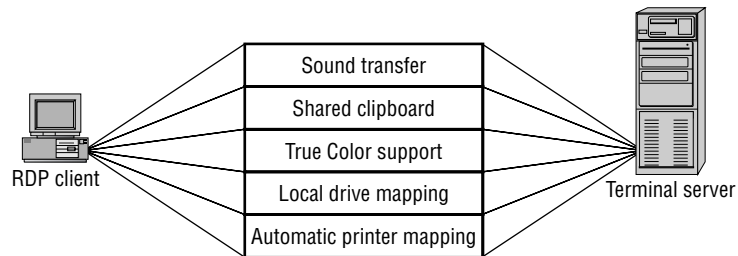 Sound transfer
Shared clipboard
True Color support
Local drive mapping
Automatic printer mapping
RDP client
Terminal server